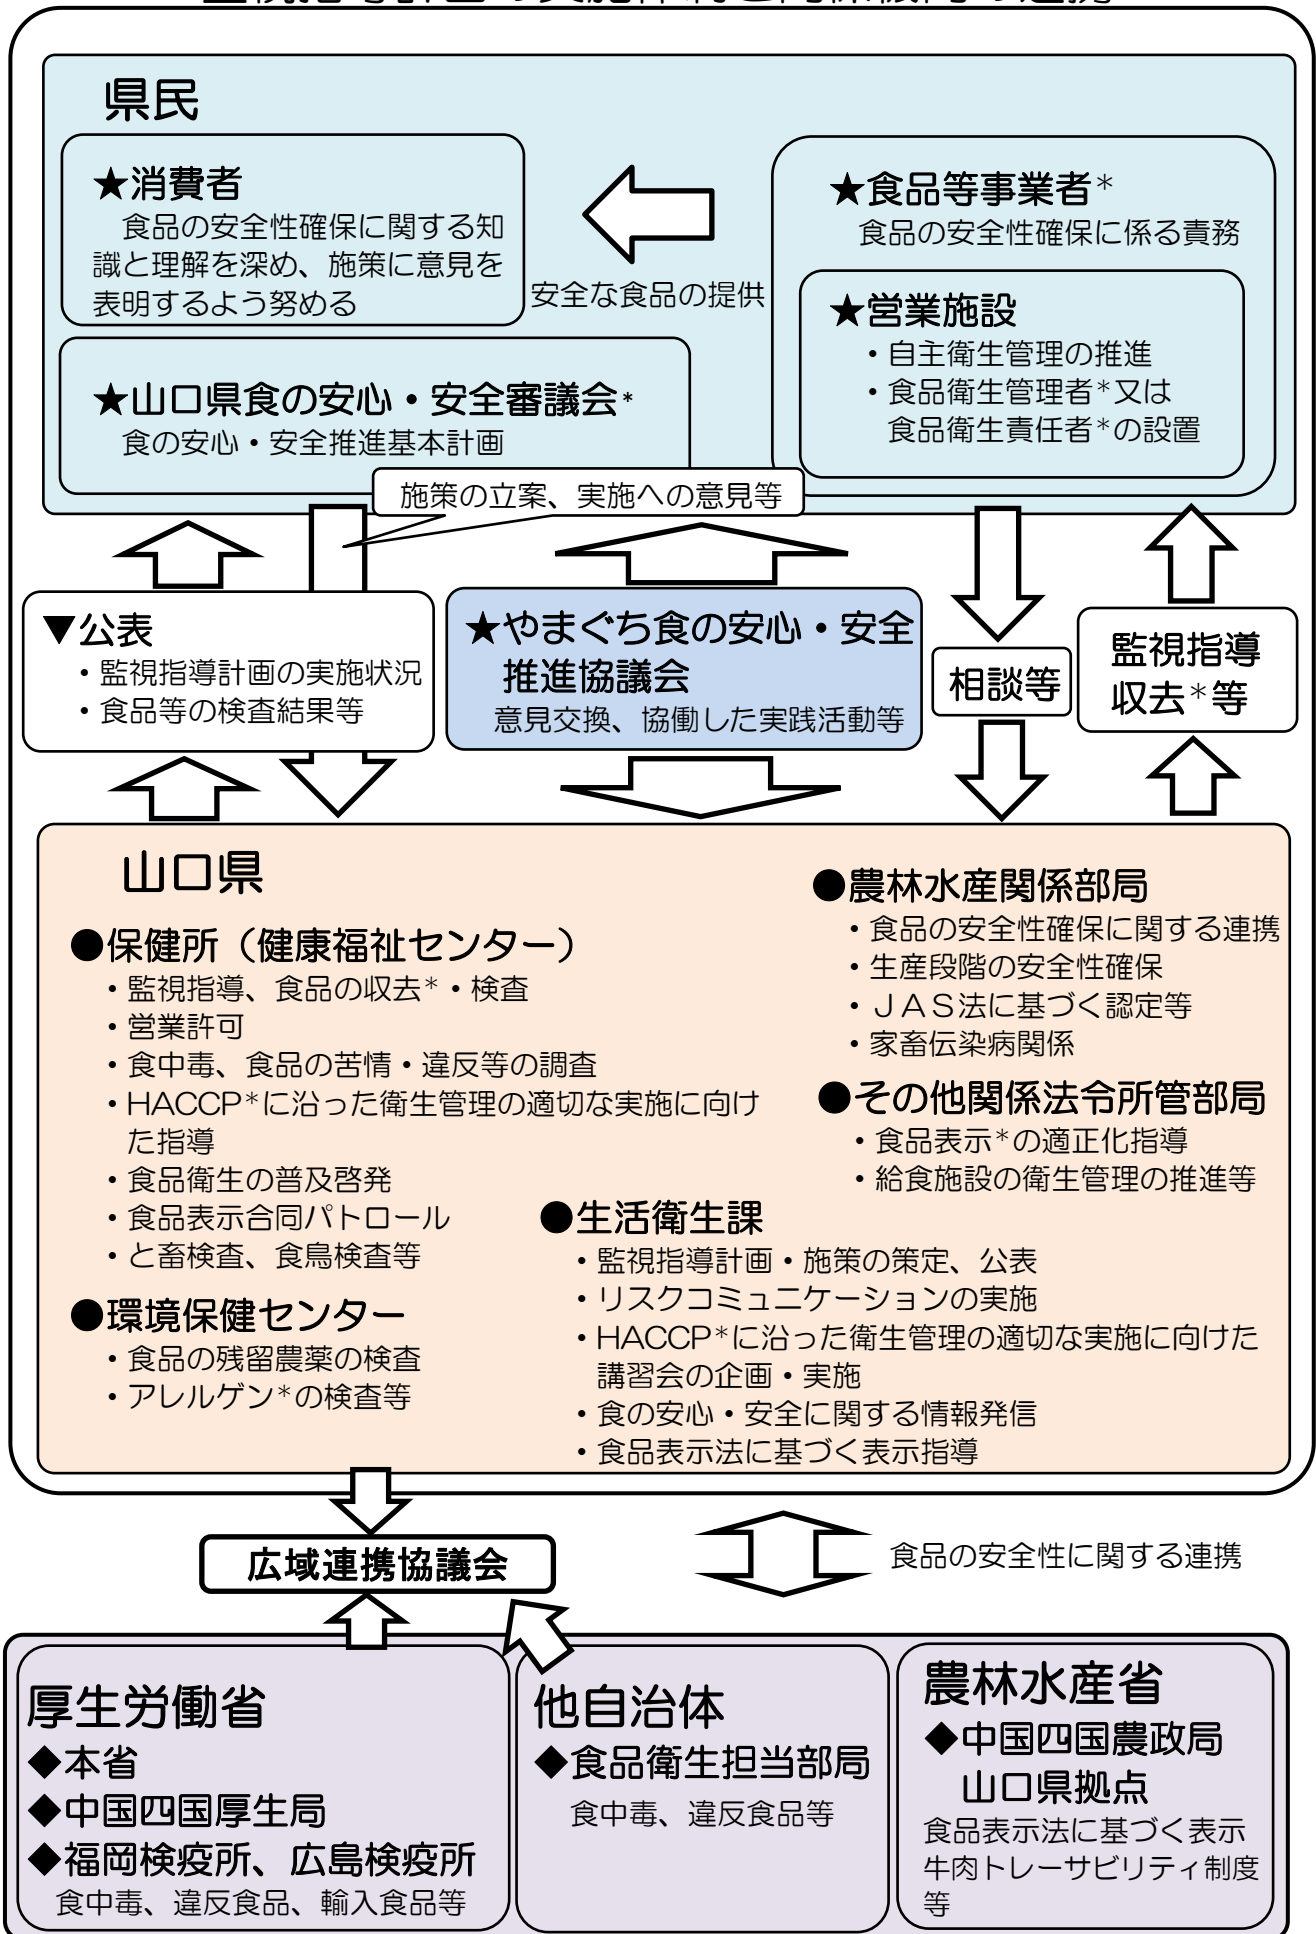 県民
★消費者
食品の安全性確保に関する知
識と理解を深め、施策に意見を
表明するよう努める
安全な食品の提供
★食品等事業者*
食品の安全性確保に係る責務
★営業施設
・自主衛生管理の推進
・食品衛生管理者*又は
食品衛生責任者*の設置
★山口県食の安心・安全審議会*
食の安心・安全推進基本計画
施策の立案、実施への意見等
▼公表
・監視指導計画の実施状況
・食品等の検査結果等
★やまぐち食の安心・安全
推進協議会
意見交換、協働した実践活動等
相談等
監視指導
収去*等
山口県
●保健所（健康福祉センター）
・監視指導、食品の収去*・検査
・営業許可
・食中毒、食品の苦情・違反等の調査
・HACCP*に沿った衛生管理の適切な実施に向け
た指導
・食品衛生の普及啓発
・食品表示合同パトロール
・と畜検査、食鳥検査等
●環境保健センター
・食品の残留農薬の検査
・アレルゲン*の検査等
●農林水産関係部局
・食品の安全性確保に関する連携
・生産段階の安全性確保
・ＪＡＳ法に基づく認定等
・家畜伝染病関係
●その他関係法令所管部局
・食品表示*の適正化指導
・給食施設の衛生管理の推進等
●生活衛生課
・監視指導計画・施策の策定、公表
・リスクコミュニケーションの実施
・HACCP*に沿った衛生管理の適切な実施に向けた
講習会の企画・実施
・食の安心・安全に関する情報発信
・食品表示法に基づく表示指導
広域連携協議会
食品の安全性に関する連携
厚生労働省
◆本省
◆中国四国厚生局
◆福岡検疫所、広島検疫所
食中毒、違反食品、輸入食品等
他自治体
◆食品衛生担当部局
食中毒、違反食品等
農林水産省
◆中国四国農政局
山口県拠点
食品表示法に基づく表示
牛肉トレーサビリティ制度
等